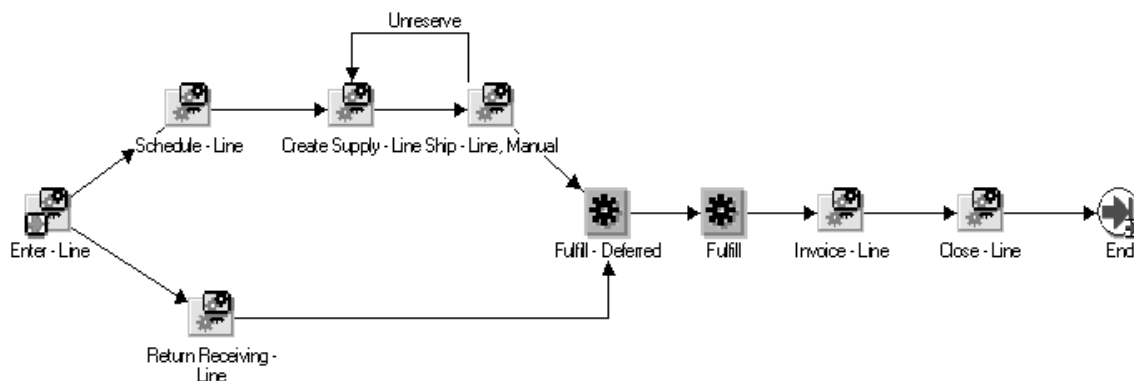 Unreserve
Schedule - Line
Create Supply - Line
Ship - Line, Manual
Enter - Line
Fulfill - Deferred
Fulfill
Invoice - Line
Close - Line
End
Return Receiving -
Line